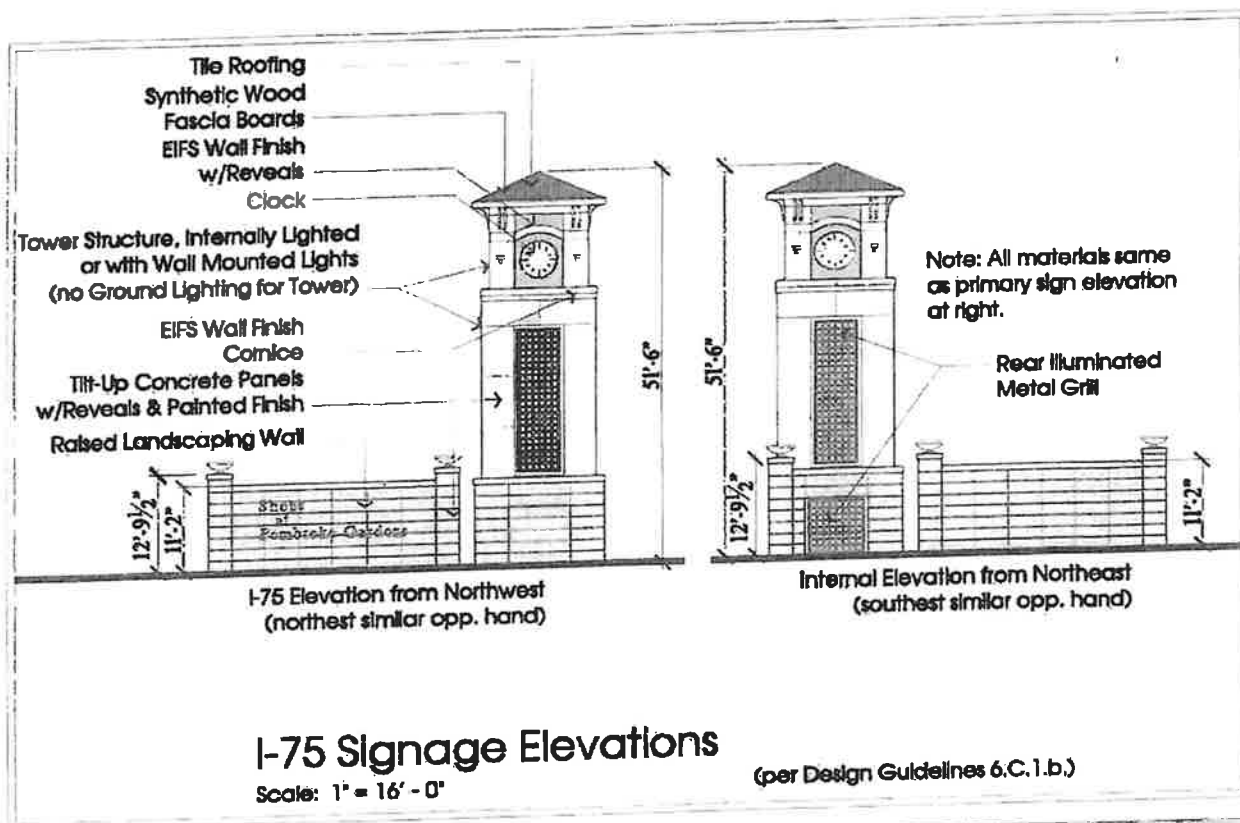 Tile Roofing
Synthetic Wood
Fascia Boards
EIFS Wall Finish
w/Reveals
Clock
Tower Structure, Internally Lighted
or with Wall Mounted Lights
(no Ground Lighting for Tower)
EIFS Wall Finish
Cornice
Tilt-Up Concrete Panels
w/Reveals & Painted Finish
Raised Landscaping Wall
12'-9½"
11'-2"
Shops
at
Pembroke Gardens
51'-6"
I-75 Elevation from Northwest
(northest similar opp. hand)
51'-6"
Note: All materials same
as primary sign elevation
at right.
Rear Illuminated
Metal Grill
12'-9½"
11'-2"
Internal Elevation from Northeast
(southest similar opp. hand)
I-75 Signage Elevations
Scale: 1" = 16' - 0"
(per Design Guidelines 6.C.1.b.)